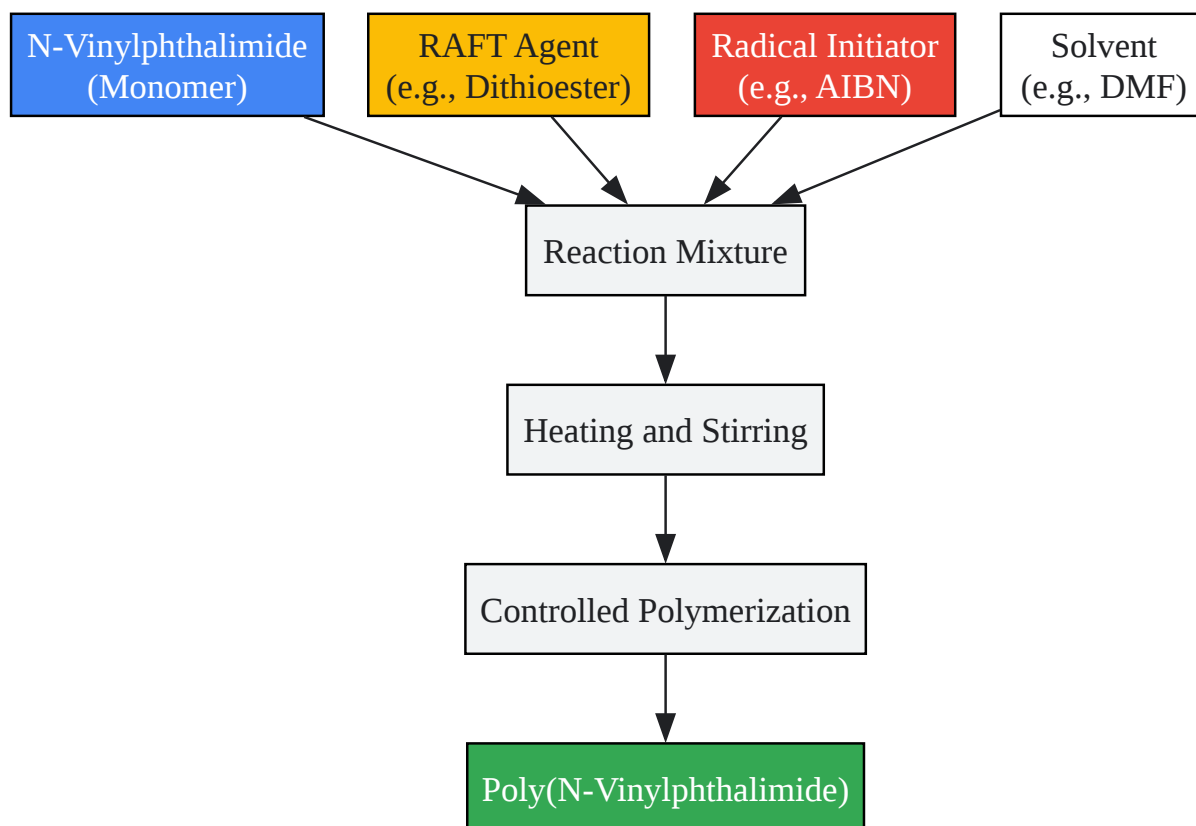 N-Vinylphthalimide
(Monomer)
RAFT Agent
(e.g., Dithioester)
Radical Initiator
(e.g., AIBN)
Solvent
(e.g., DMF)
Reaction Mixture
Heating and Stirring
Controlled Polymerization
Poly(N-Vinylphthalimide)